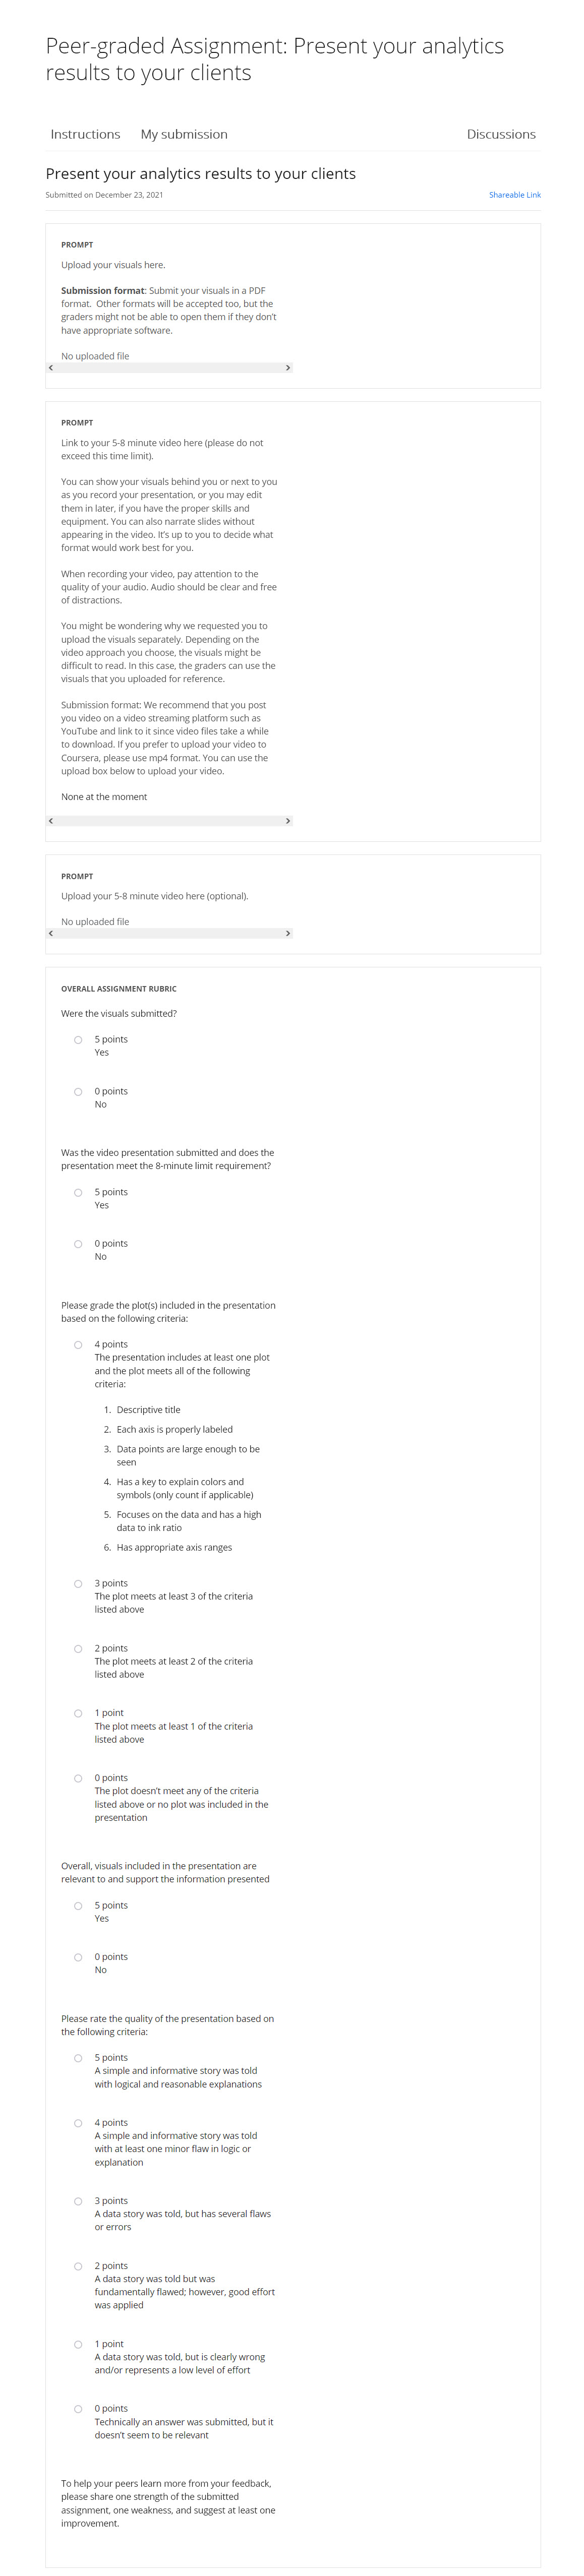 Peer-graded Assignment: Present your analytics
results to your clients
Instructions My submission Discussions
Present your analytics results to your clients
Submitted on December 23, 2021 Shareable Link
PROMPT
Upload your visuals here.
Submission format: Submit your visuals in a PDF
format.  Other formats will be accepted too, but the
graders might not be able to open them if they don't
have appropriate software.
No uploaded file
PROMPT
Link to your 5-8 minute video here (please do not
exceed this time limit).
You can show your visuals behind you or next to you
as you record your presentation, or you may edit
them in later, if you have the proper skills and
equipment. You can also narrate slides without
appearing in the video. It's up to you to decide what
format would work best for you.
When recording your video, pay attention to the
quality of your audio. Audio should be clear and free
of distractions.
You might be wondering why we requested you to
upload the visuals separately. Depending on the
video approach you choose, the visuals might be
difficult to read. In this case, the graders can use the
visuals that you uploaded for reference.
Submission format: We recommend that you post
you video on a video streaming platform such as
YouTube and link to it since video files take a while
to download. If you prefer to upload your video to
Coursera, please use mp4 format. You can use the
upload box below to upload your video.
None at the moment
PROMPT
Upload your 5-8 minute video here (optional).
No uploaded file
OVERALL ASSIGNMENT RUBRIC
Were the visuals submitted?
5 points
Yes
0 points
No
Was the video presentation submitted and does the
presentation meet the 8-minute limit requirement?
5 points
Yes
0 points
No
Please grade the plot(s) included in the presentation
based on the following criteria:
4 points
The presentation includes at least one plot
and the plot meets all of the following
criteria:
1. Descriptive title
2. Each axis is properly labeled
3. Data points are large enough to be
seen
4. Has a key to explain colors and
symbols (only count if applicable)
5. Focuses on the data and has a high
data to ink ratio
6. Has appropriate axis ranges
3 points
The plot meets at least 3 of the criteria
listed above
2 points
The plot meets at least 2 of the criteria
listed above
1 point
The plot meets at least 1 of the criteria
listed above
0 points
The plot doesn't meet any of the criteria
listed above or no plot was included in the
presentation
Overall, visuals included in the presentation are
relevant to and support the information presented
5 points
Yes
0 points
No
Please rate the quality of the presentation based on
the following criteria:
5 points
A simple and informative story was told
with logical and reasonable explanations
4 points
A simple and informative story was told
with at least one minor flaw in logic or
explanation
3 points
A data story was told, but has several flaws
or errors
2 points
A data story was told but was
fundamentally flawed; however, good effort
was applied
1 point
A data story was told, but is clearly wrong
and/or represents a low level of effort
0 points
Technically an answer was submitted, but it
doesn't seem to be relevant
To help your peers learn more from your feedback,
please share one strength of the submitted
assignment, one weakness, and suggest at least one
improvement.